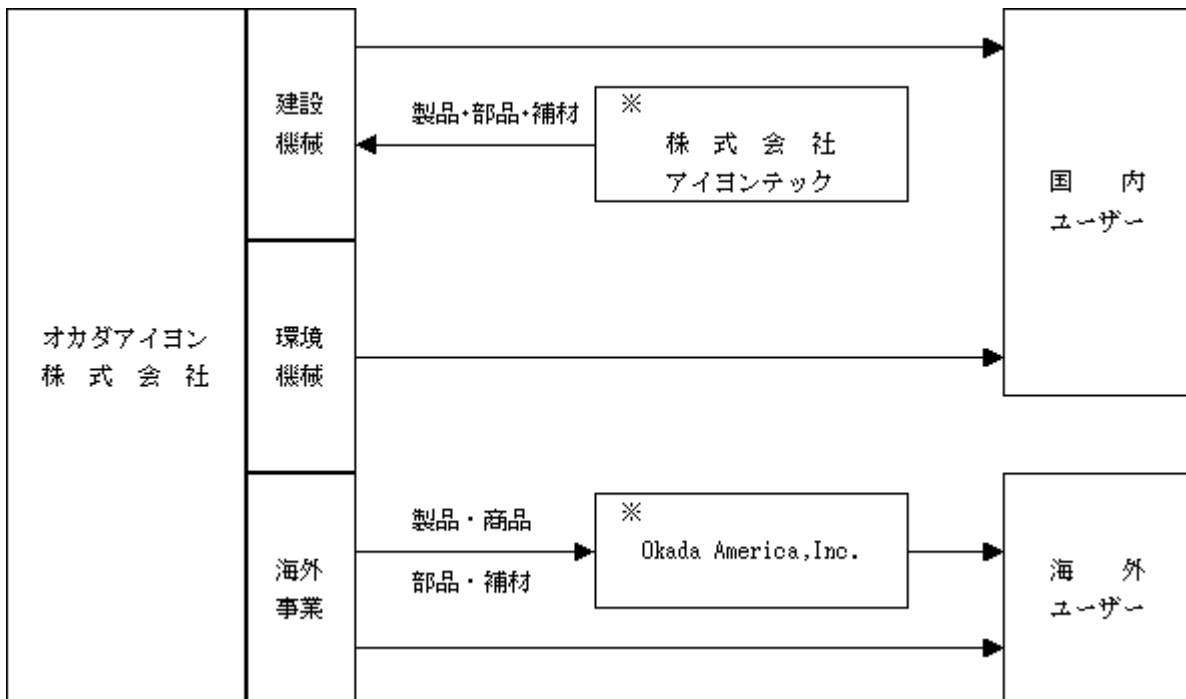 オカダアイヨン
株　式　会　社
建設
機械
環境
機械
海外
事業
製品・部品・補材
※
株　式　会　社
アイヨンテック
製品・商品
部品・補材
※
Okada America,Inc.
国　　内
ユーザー
海　　外
ユーザー